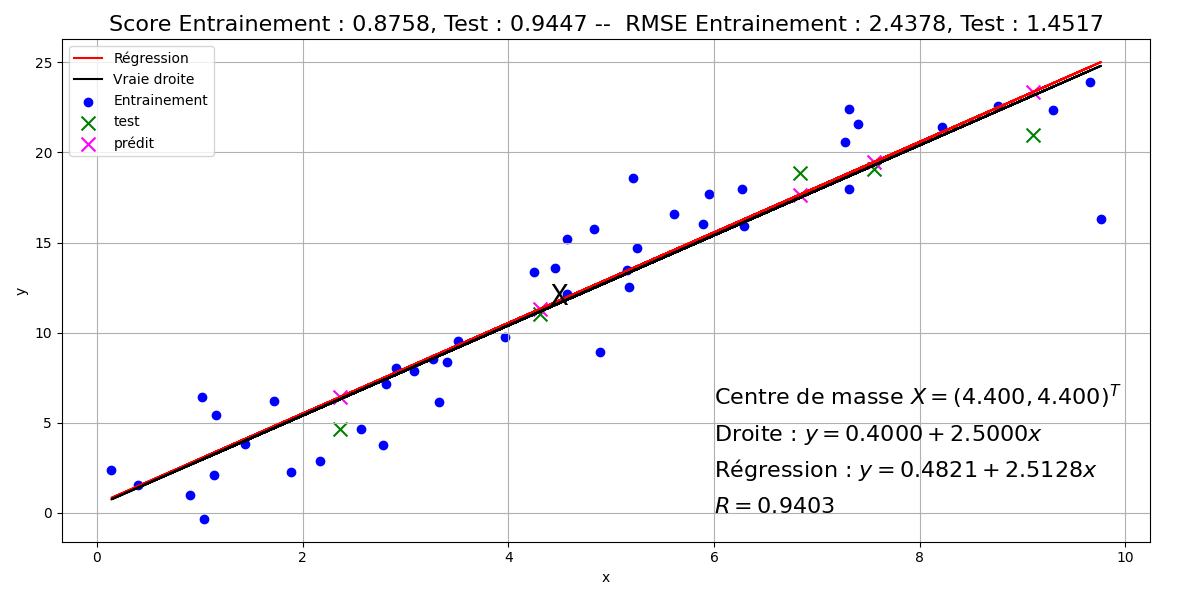 Score Entrainement : 0.8758, Test : 0.9447 --  RMSE Entrainement : 2.4378, Test : 1.4517
Régression
Vraie droite
Entrainement
test
prédit
25
20
15
10
5
0
y
X
Centre de masse X = (4.400, 4.400)^T
Droite : y = 0.4000 + 2.5000x
Régression : y = 0.4821 + 2.5128x
R = 0.9403
0 2 4 6 8 10
x